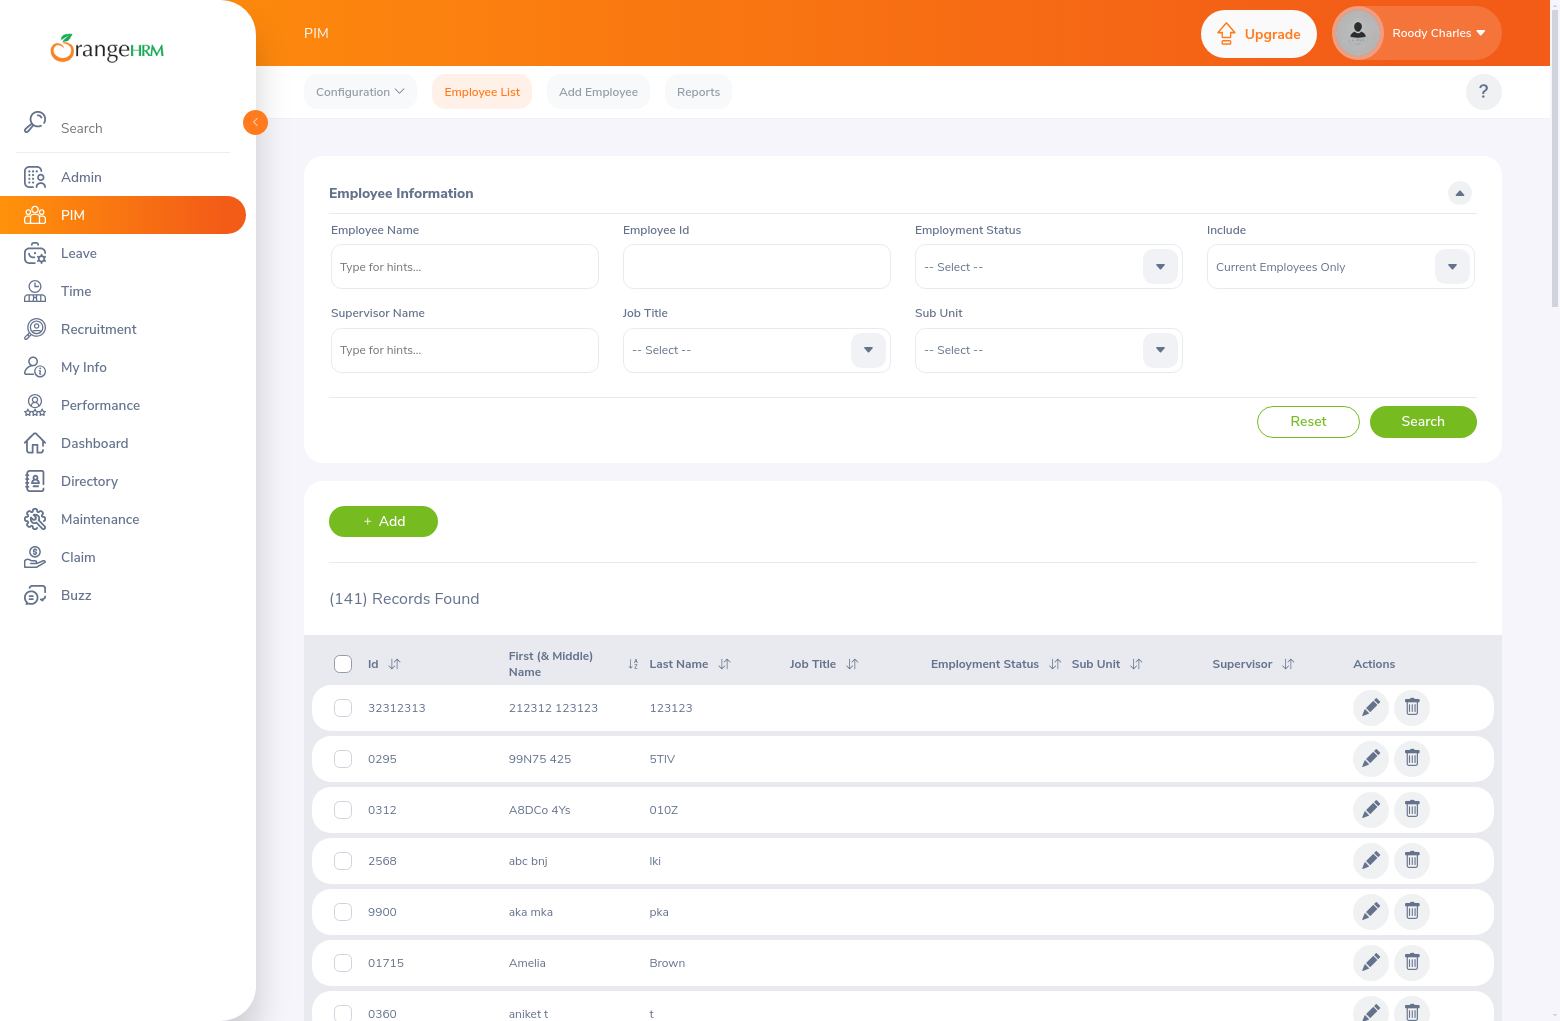 PIM
Upgrade
Roody Charles
OrangeHRM
Configuration
Employee List
Add Employee
Reports
?
Search
Admin
PIM
Leave
Time
Recruitment
My Info
Performance
Dashboard
Directory
Maintenance
Claim
Buzz
Employee Information
Employee Name
Employee Id
Employment Status
Include
Type for hints...
-- Select --
Current Employees Only
Supervisor Name
Job Title
Sub Unit
Type for hints...
-- Select --
-- Select --
Reset
Search
+ Add
(141) Records Found
Id
First (& Middle)
Name
Last Name
Job Title
Employment Status
Sub Unit
Supervisor
Actions
32312313 212312 123123 123123
0295 99N75 425 5TIV
0312 A8DCo 4Ys 010Z
2568 abc bnj lki
9900 aka mka pka
01715 Amelia Brown
0360 aniket t t